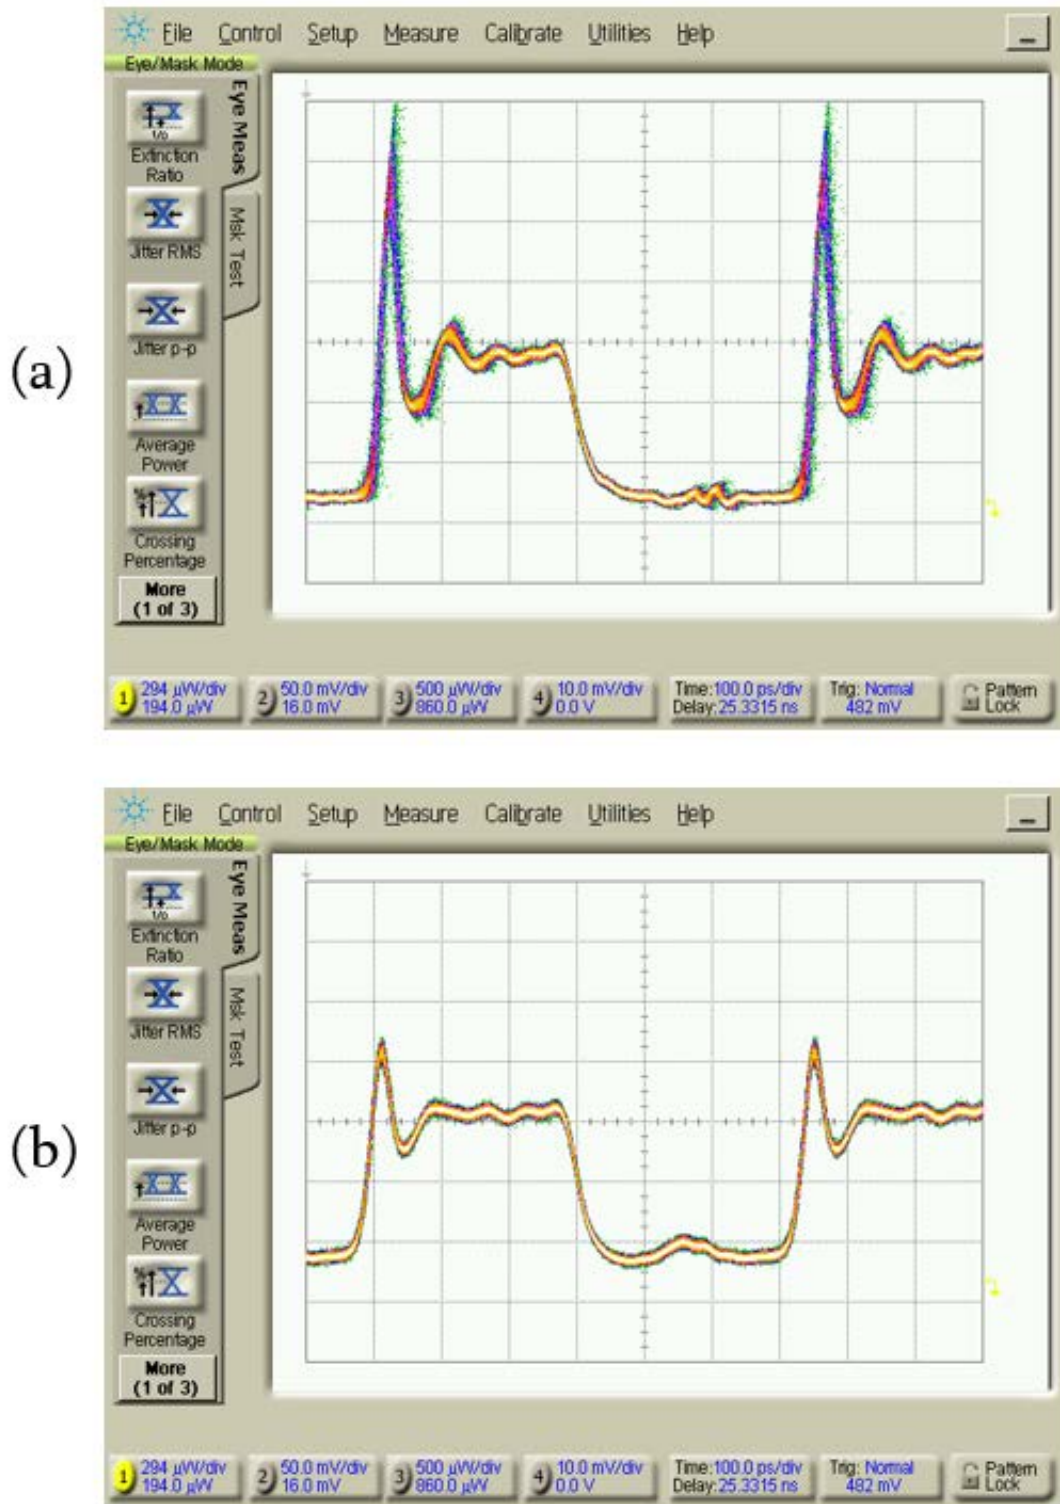 (a)
File Control Setup Measure Calibrate Utilities Help
Eye/Mask Mode
Eye Meas
Msk Test
1/0
Extinction
Ratio
Jitter RMS
Jitter p-p
Average
Power
%
Crossing
Percentage
More
(1 of 3)
1 294 µW/div
194.0 µW
2 50.0 mV/div
16.0 mV
3 500 µW/div
860.0 µW
4 10.0 mV/div
0.0 V
Time:100.0 ps/div
Delay:25.3315 ns
Trig: Normal
482 mV
Pattern
Lock
(b)
File Control Setup Measure Calibrate Utilities Help
Eye/Mask Mode
Eye Meas
Msk Test
1/0
Extinction
Ratio
Jitter RMS
Jitter p-p
Average
Power
%
Crossing
Percentage
More
(1 of 3)
1 294 µW/div
194.0 µW
2 50.0 mV/div
16.0 mV
3 500 µW/div
860.0 µW
4 10.0 mV/div
0.0 V
Time:100.0 ps/div
Delay:25.3315 ns
Trig: Normal
482 mV
Pattern
Lock